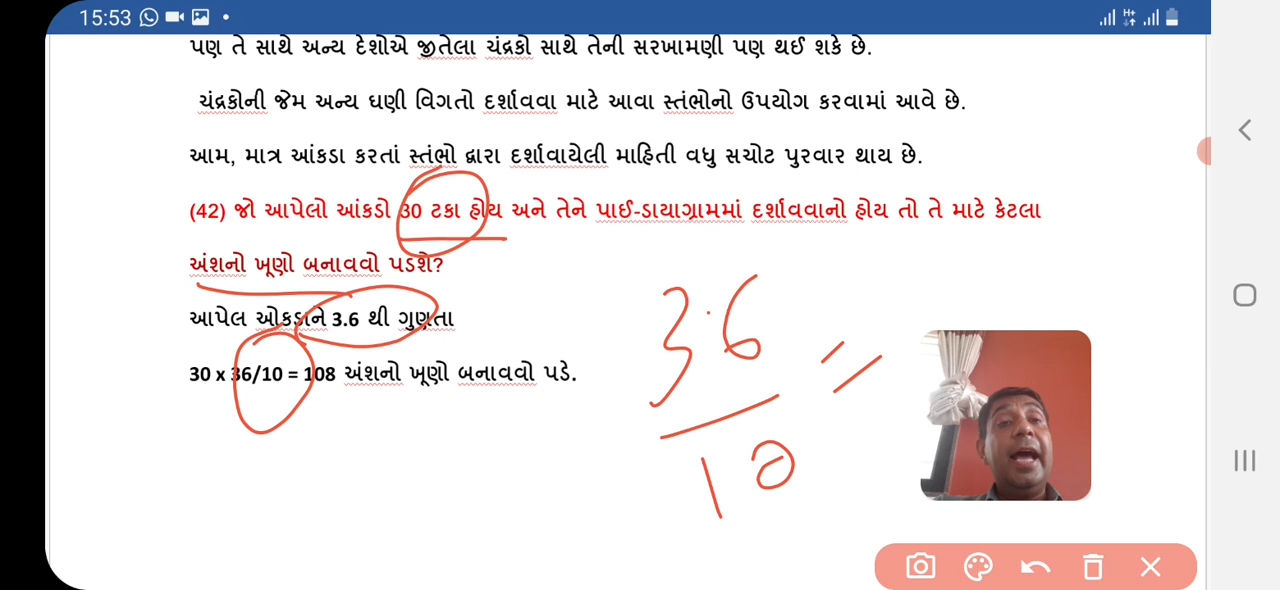 15:53
પણ તે સાથે અન્ય દેશોએ જીતેલા ચંદ્રકો સાથે તેની સરખામણી પણ થઈ શકે છે.
ચંદ્રકોની જેમ અન્ય ઘણી વિગતો દર્શાવવા માટે આવા સ્તંભોનો ઉપયોગ કરવામાં આવે છે.
આમ, માત્ર આંકડા કરતાં સ્તંભો દ્વારા દર્શાવાયેલી માહિતી વધુ સચોટ પુરવાર થાય છે.
(42) જો આપેલો આંકડો 30 ટકા હોય અને તેને પાઈ-ડાયાગ્રામમાં દર્શાવવાનો હોય તો તે માટે કેટલા
અંશનો ખૂણો બનાવવો પડશે?
આપેલ ઓકડાને 3.6 થી ગુણતા
30 x 36/10 = 108 અંશનો ખૂણો બનાવવો પડે.
3.6 =
10